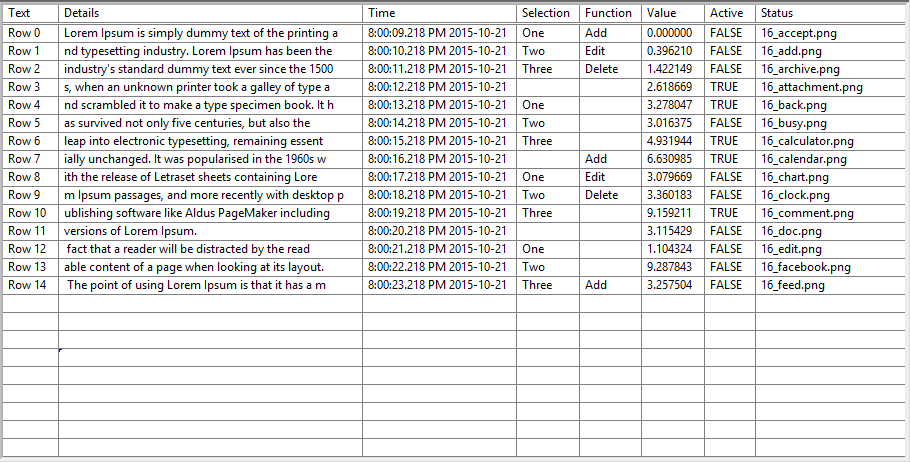 Text Details Time Selection Function Value Active Status
Row 0 Lorem Ipsum is simply dummy text of the printing a 8:00:09.218 PM 2015-10-21 One Add 0.000000 FALSE 16_accept.png
Row 1 nd typesetting industry. Lorem Ipsum has been the 8:00:10.218 PM 2015-10-21 Two Edit 0.396210 FALSE 16_add.png
Row 2 industry's standard dummy text ever since the 1500 8:00:11.218 PM 2015-10-21 Three Delete 1.422149 FALSE 16_archive.png
Row 3 s, when an unknown printer took a galley of type a 8:00:12.218 PM 2015-10-21 2.618669 TRUE 16_attachment.png
Row 4 nd scrambled it to make a type specimen book. It h 8:00:13.218 PM 2015-10-21 One 3.278047 TRUE 16_back.png
Row 5 as survived not only five centuries, but also the 8:00:14.218 PM 2015-10-21 Two 3.016375 FALSE 16_busy.png
Row 6 leap into electronic typesetting, remaining essent 8:00:15.218 PM 2015-10-21 Three 4.931944 TRUE 16_calculator.png
Row 7 ially unchanged. It was popularised in the 1960s w 8:00:16.218 PM 2015-10-21 Add 6.630985 TRUE 16_calendar.png
Row 8 ith the release of Letraset sheets containing Lore 8:00:17.218 PM 2015-10-21 One Edit 3.079669 FALSE 16_chart.png
Row 9 m Ipsum passages, and more recently with desktop p 8:00:18.218 PM 2015-10-21 Two Delete 3.360183 FALSE 16_clock.png
Row 10 ublishing software like Aldus PageMaker including 8:00:19.218 PM 2015-10-21 Three 9.159211 TRUE 16_comment.png
Row 11 versions of Lorem Ipsum. 8:00:20.218 PM 2015-10-21 3.115429 FALSE 16_doc.png
Row 12 fact that a reader will be distracted by the read 8:00:21.218 PM 2015-10-21 One 1.104324 FALSE 16_edit.png
Row 13 able content of a page when looking at its layout. 8:00:22.218 PM 2015-10-21 Two 9.287843 FALSE 16_facebook.png
Row 14 The point of using Lorem Ipsum is that it has a m 8:00:23.218 PM 2015-10-21 Three Add 3.257504 FALSE 16_feed.png